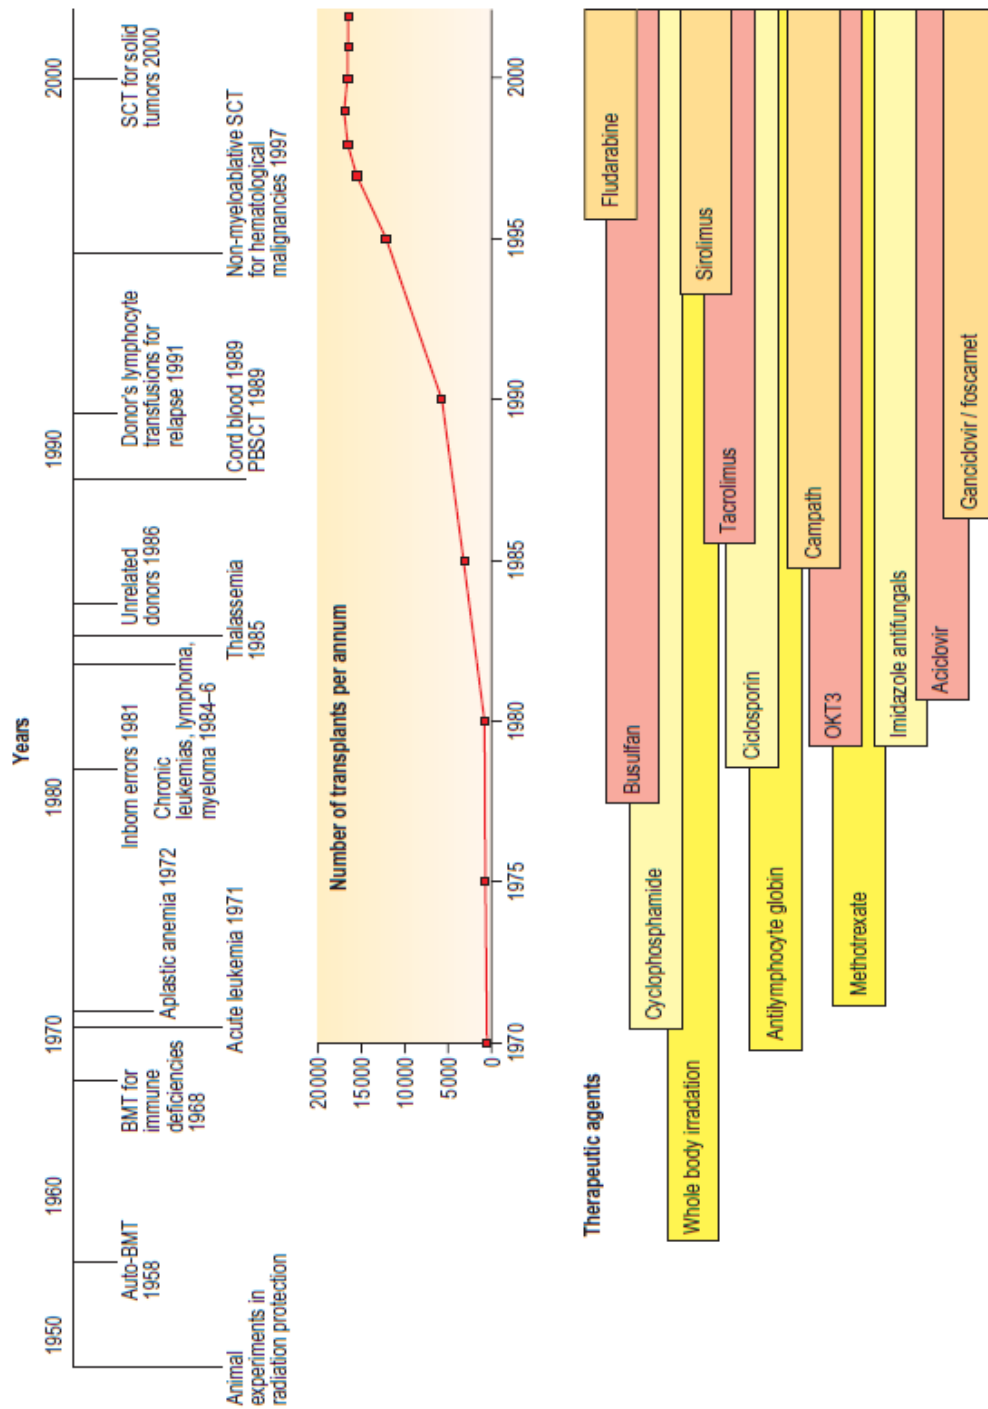 Years
1950
1960
1970
1980
1990
2000
Animal
experiments in
radiation protection
Auto-BMT
1958
BMT for
immune
deficiencies
1968
Acute leukemia 1971
Aplastic anemia 1972
Inborn errors 1981
Chronic
leukemias, lymphoma,
myeloma 1984–6
Thalassemia
1985
Unrelated
donors 1986
Cord blood 1989
PBSCT 1989
Donor's lymphocyte
transfusions for
relapse 1991
Non-myeloablative SCT
for hematological
malignancies 1997
SCT for solid
tumors 2000
Number of transplants per annum
20000
15000
10000
5000
0
1970
1975
1980
1985
1990
1995
2000
Therapeutic agents
Fludarabine
Busulfan
Cyclophosphamide
Whole body irradiation
Sirolimus
Tacrolimus
Ciclosporin
Antilymphocyte globin
Campath
OKT3
Methotrexate
Imidazole antifungals
Aciclovir
Ganciclovir / foscarnet